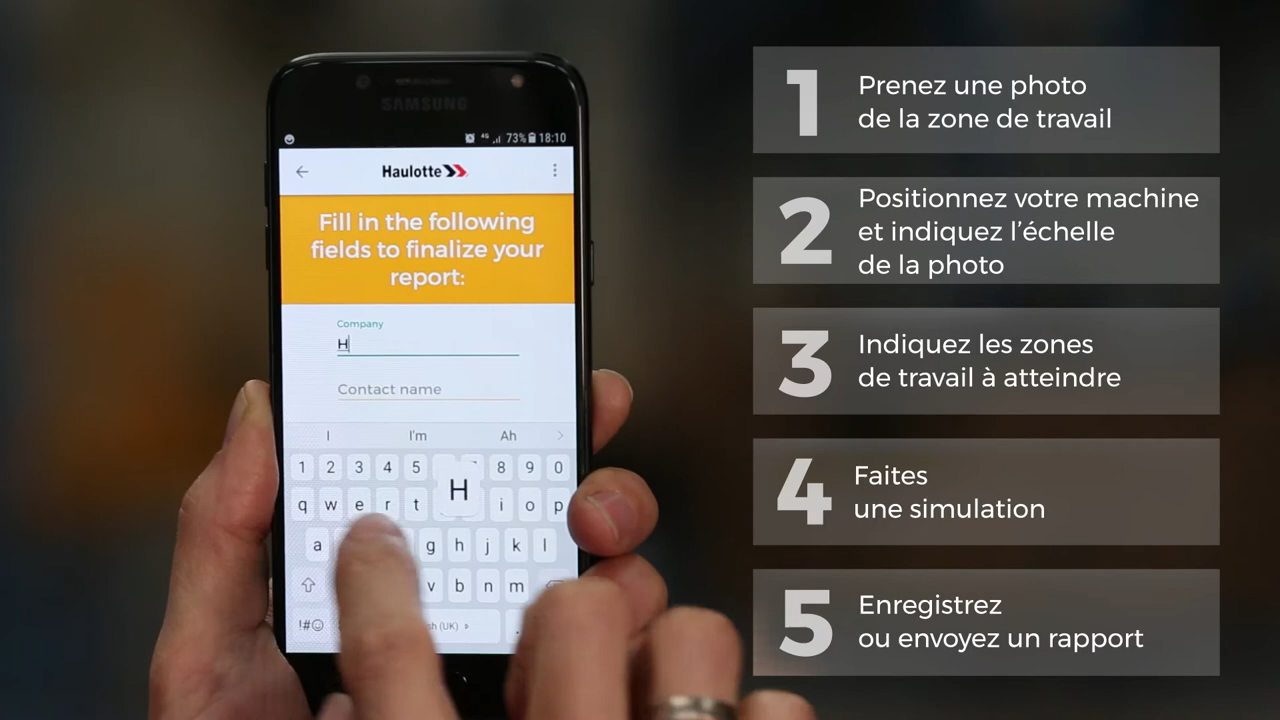 SAMSUNG
4G 73% 18:10
Haulotte
Fill in the following
fields to finalize your
report:
Company
H
Contact name
I I'm Ah
1 2 3 4 5 8 9 0
H
q w e r t i o p
a g h j k l
v b n m
!#☺ sh (UK)
1 Prenez une photo
de la zone de travail
2 Positionnez votre machine
et indiquez l’échelle
de la photo
3 Indiquez les zones
de travail à atteindre
4 Faites
une simulation
5 Enregistrez
ou envoyez un rapport